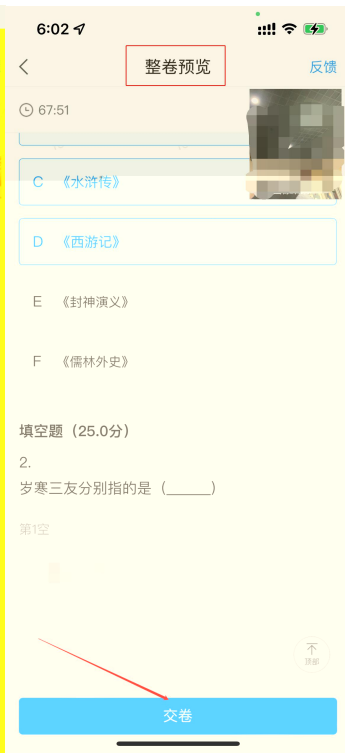 6:02
整卷预览
反馈
67:51
C 《水浒传》
D 《西游记》
E 《封神演义》
F 《儒林外史》
填空题（25.0分）
2.
岁寒三友分别指的是（______）
第1空
顶部
交卷